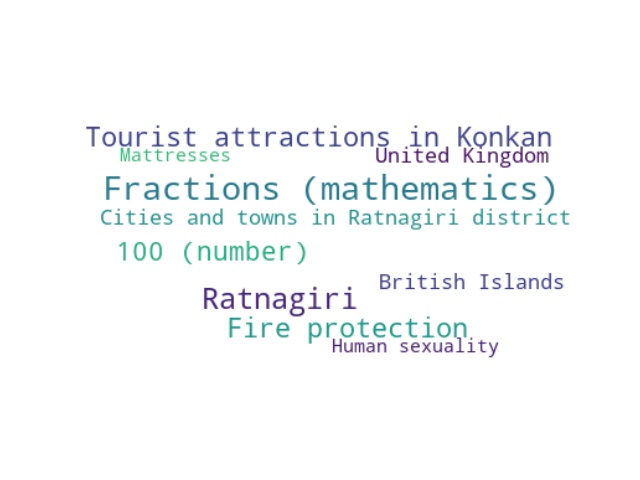 Tourist attractions in Konkan
Mattresses
United Kingdom
Fractions (mathematics)
Cities and towns in Ratnagiri district
100 (number)
British Islands
Ratnagiri
Fire protection
Human sexuality